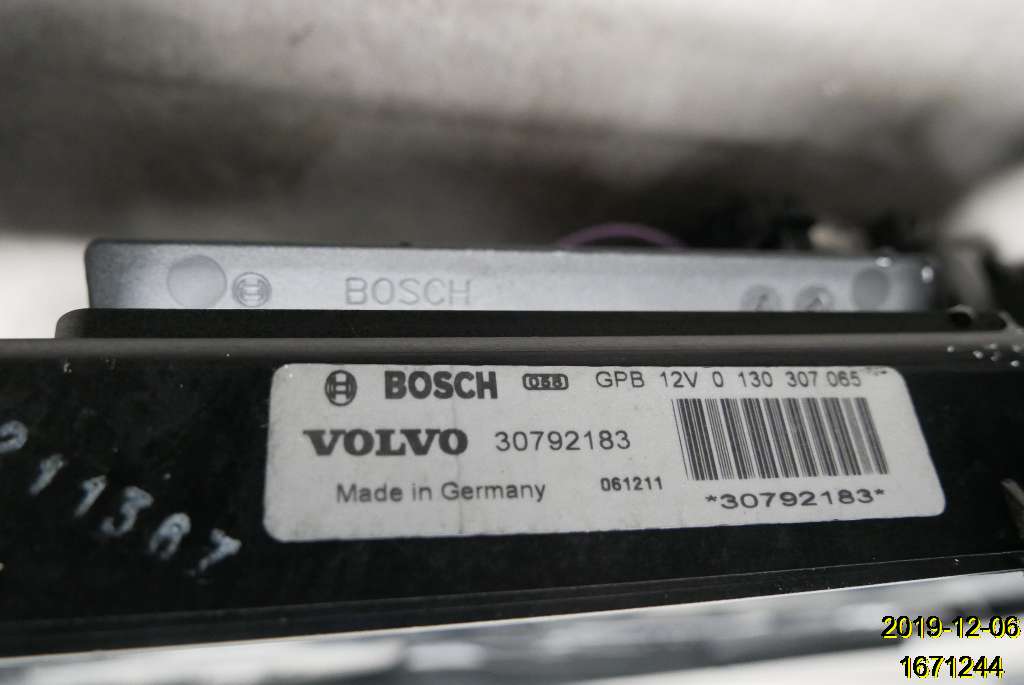 BOSCH
BOSCH 058 GPB 12V 0 130 307 065
VOLVO 30792183
Made in Germany 061211
*30792183*
2019-12-06
1671244